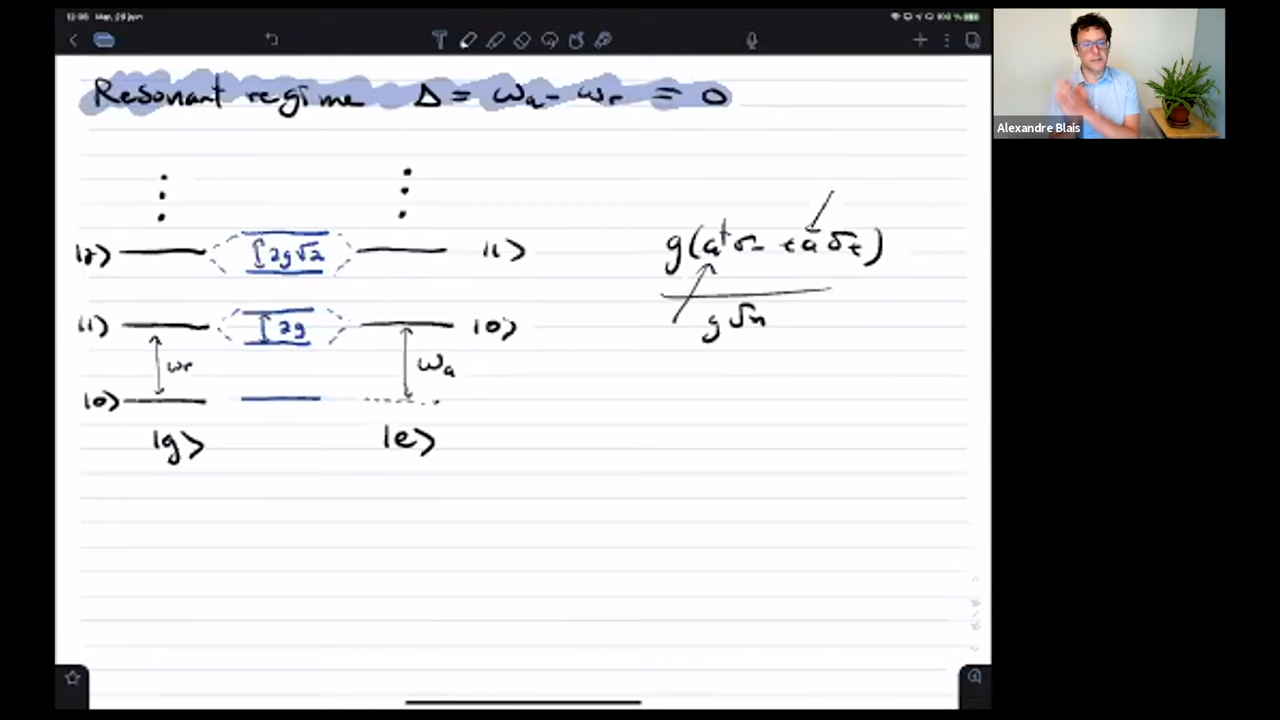 Resonant regime Δ = ωa - ωr = 0
Alexandre Blais
|2> 2g√2 |1>
g(a†σ- + aσ+)
|1> 2g |0>
g√n
ωr ωa
|0>
|g> |e>